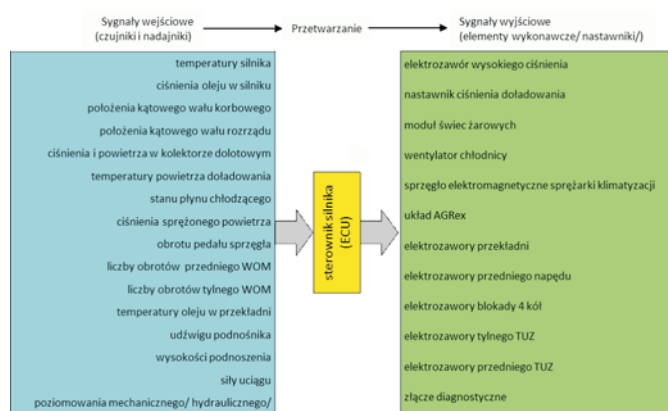 Sygnały wejściowe
(czujniki i nadajniki)
Przetwarzanie
Sygnały wyjściowe
(elementy wykonawcze/ nastawniki/)
temperatury silnika
ciśnienia oleju w silniku
położenia kątowego wału korbowego
położenia kątowego wału rozrządu
ciśnienia i powietrza w kolektorze dolotowym
temperatury powietrza doładowania
stanu płynu chłodzącego
ciśnienia sprężonego powietrza
obrotu pedału sprzęgła
liczby obrotów przedniego WOM
liczby obrotów tylnego WOM
temperatury oleju w przekładni
udźwigu podnośnika
wysokości podnoszenia
siły uciągu
poziomowania mechanicznego/ hydraulicznego/
sterownik silnika
(ECU)
elektrozawór wysokiego ciśnienia
nastawnik ciśnienia doładowania
moduł świec żarowych
wentylator chłodnicy
sprzęgło elektromagnetyczne sprężarki klimatyzacji
układ AGRex
elektrozawory przekładni
elektrozawory przedniego napędu
elektrozawory blokady 4 kół
elektrozawory tylnego TUZ
elektrozawory przedniego TUZ
złącze diagnostyczne